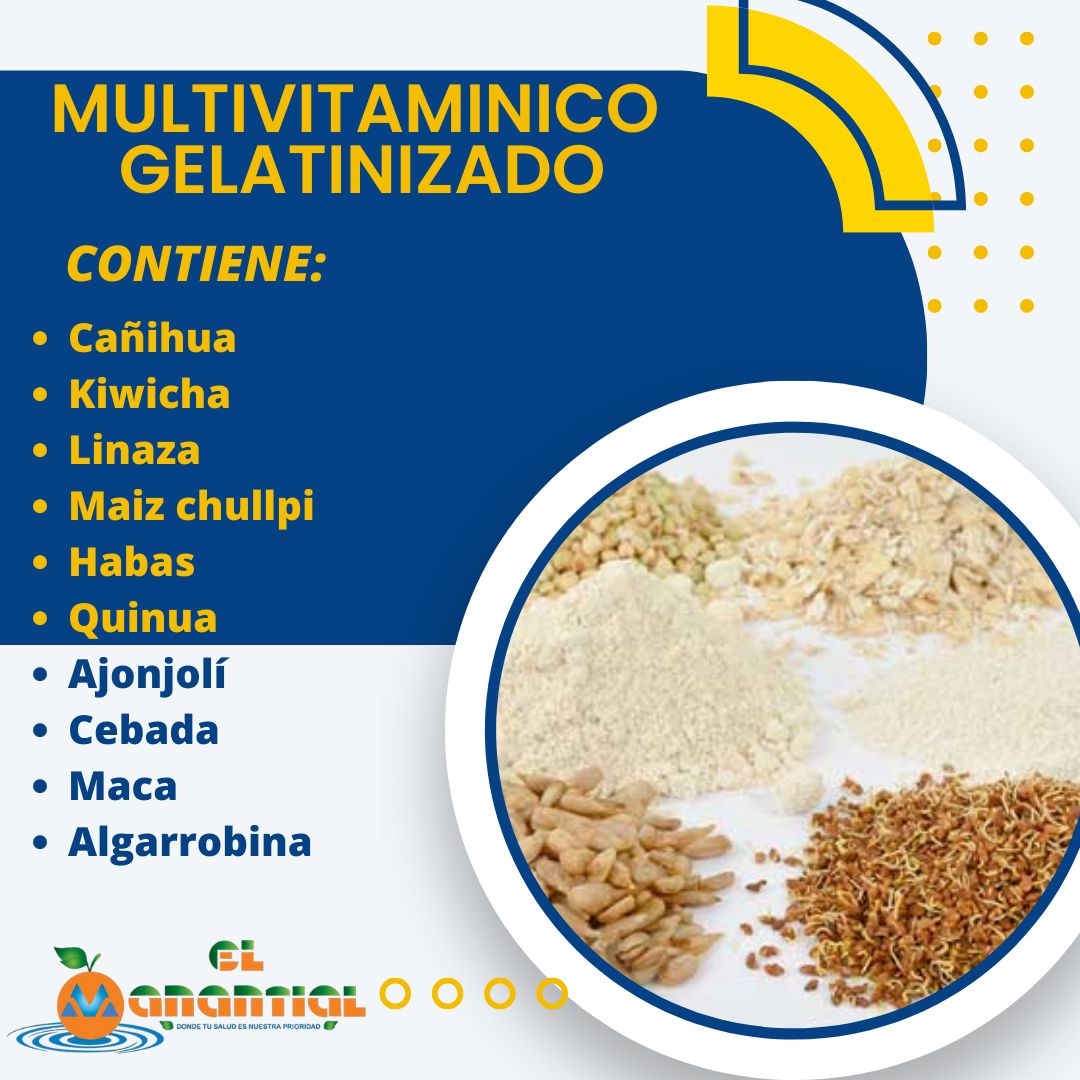 MULTIVITAMINICO
GELATINIZADO
CONTIENE:
• Cañihua
• Kiwicha
• Linaza
• Maiz chullpi
• Habas
• Quinua
• Ajonjolí
• Cebada
• Maca
• Algarrobina
EL
MANANTIAL
DONDE TU SALUD ES NUESTRA PRIORIDAD